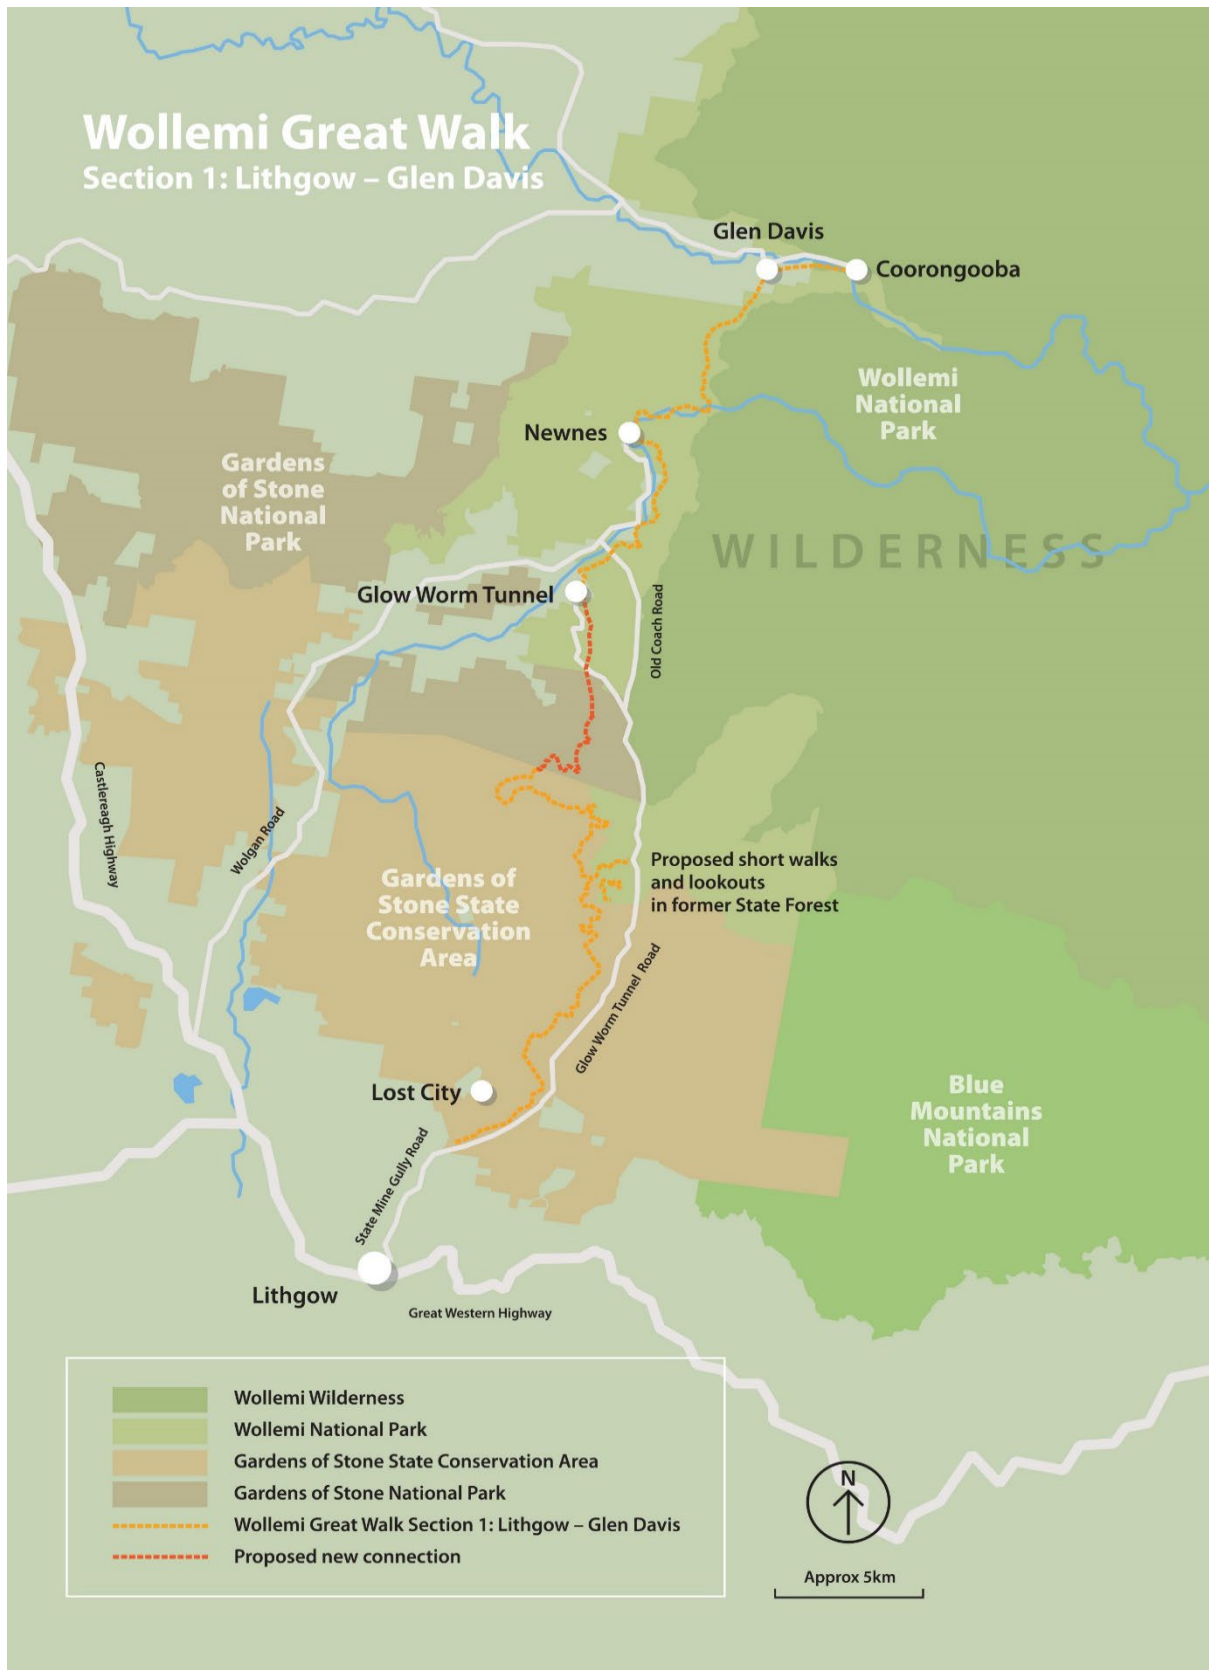 Wollemi Great Walk
Section 1: Lithgow – Glen Davis
Glen Davis
Coorongooba
Wollemi
National
Park
Newnes
Gardens
of Stone
National
Park
WILDERNESS
Glow Worm Tunnel
Old Coach Road
Castlereagh Highway
Wolgan Road
Proposed short walks
and lookouts
in former State Forest
Gardens of
Stone State
Conservation
Area
Glow Worm Tunnel Road
Lost City
Blue
Mountains
National
Park
State Mine Gully Road
Lithgow
Great Western Highway
Wollemi Wilderness
Wollemi National Park
Gardens of Stone State Conservation Area
Gardens of Stone National Park
Wollemi Great Walk Section 1: Lithgow – Glen Davis
Proposed new connection
N
Approx 5km